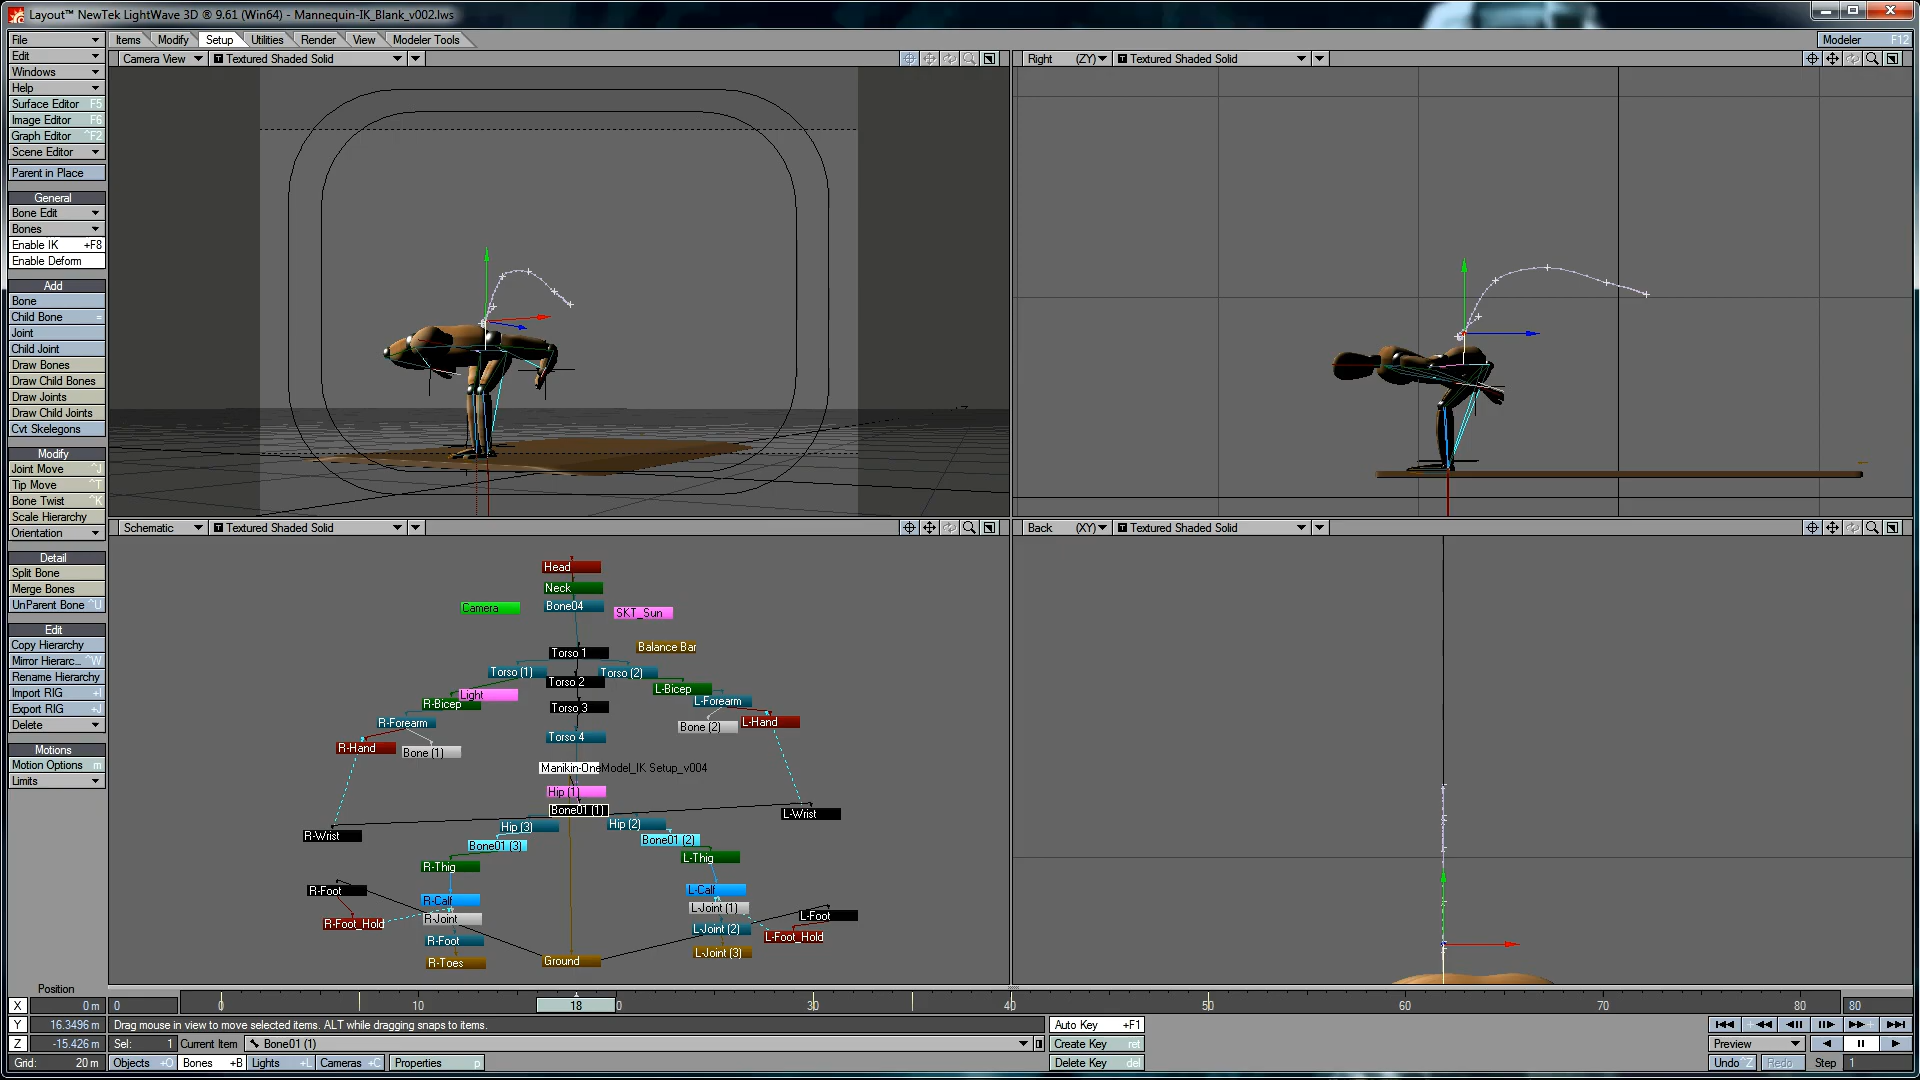 Layout™ NewTek LightWave 3D ® 9.61 (Win64) - Mannequin-IK_Blank_v002.lws
File
Items Modify Setup Utilities Render View Modeler Tools
Modeler F12
Edit
Windows
Help
Surface Editor F5
Image Editor F6
Graph Editor ^F2
Scene Editor
Parent in Place
General
Bone Edit
Bones
Enable IK +F8
Enable Deform
Add
Bone
Child Bone =
Joint
Child Joint
Draw Bones
Draw Child Bones
Draw Joints
Draw Child Joints
Cvt Skelegons
Modify
Joint Move ^J
Tip Move ^T
Bone Twist ^K
Scale Hierarchy
Orientation
Detail
Split Bone
Merge Bones
UnParent Bone ^U
Edit
Copy Hierarchy
Mirror Hierarc... ^W
Rename Hierarchy
Import RIG +I
Export RIG +J
Delete
Motions
Motion Options m
Limits
Camera View T Textured Shaded Solid
Right (ZY) T Textured Shaded Solid
Schematic T Textured Shaded Solid
Back (XY) T Textured Shaded Solid
Head
Neck
Camera
Bone04
SKT_Sun
Balance Bar
Torso 1
Torso (1)
Torso (2)
Torso 2
L-Bicep
Light
R-Bicep
L-Forearm
Torso 3
R-Forearm
Bone (2)
L-Hand
Torso 4
R-Hand
Bone (1)
Manikin-OneModel_IK Setup_v004
Hip (1)
Bone01 (1)
L-Wrist
Hip (3)
Hip (2)
R-Wrist
Bone01 (3)
Bone01 (2)
R-Thig
L-Thig
R-Foot
L-Calf
R-Calf
L-Joint (1)
R-Foot_Hold
R-Joint
L-Foot
L-Joint (2)
L-Foot_Hold
R-Foot
L-Joint (3)
R-Toes
Ground
Position
X 0 m
0
0 10 18 0 30 40 50 60 70 80
80
Y 16.3496 m
Drag mouse in view to move selected items. ALT while dragging snaps to items.
Auto Key +F1
Z -15.426 m
Sel: 1
Current Item Bone01 (1)
Create Key ret
Preview
Grid: 20 m
Objects +O
Bones +B
Lights +L
Cameras +C
Properties p
Delete Key del
Undo ^Z
Redo
Step 1